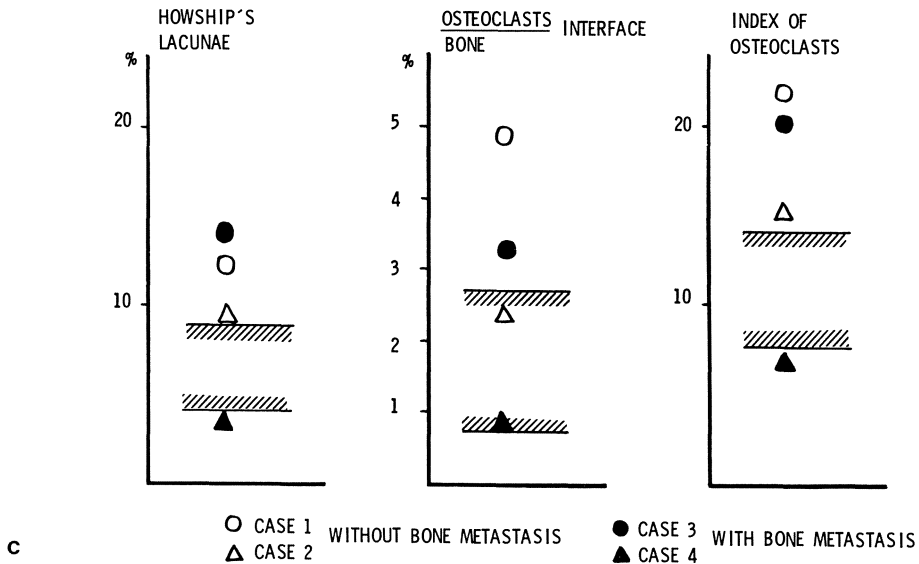 HOWSHIP'S
LACUNAE
%
20
10
OSTEOCLASTS
BONE
INTERFACE
%
5
4
3
2
1
INDEX OF
OSTEOCLASTS
20
10
CASE 1
CASE 2
WITHOUT BONE METASTASIS
CASE 3
CASE 4
WITH BONE METASTASIS
C